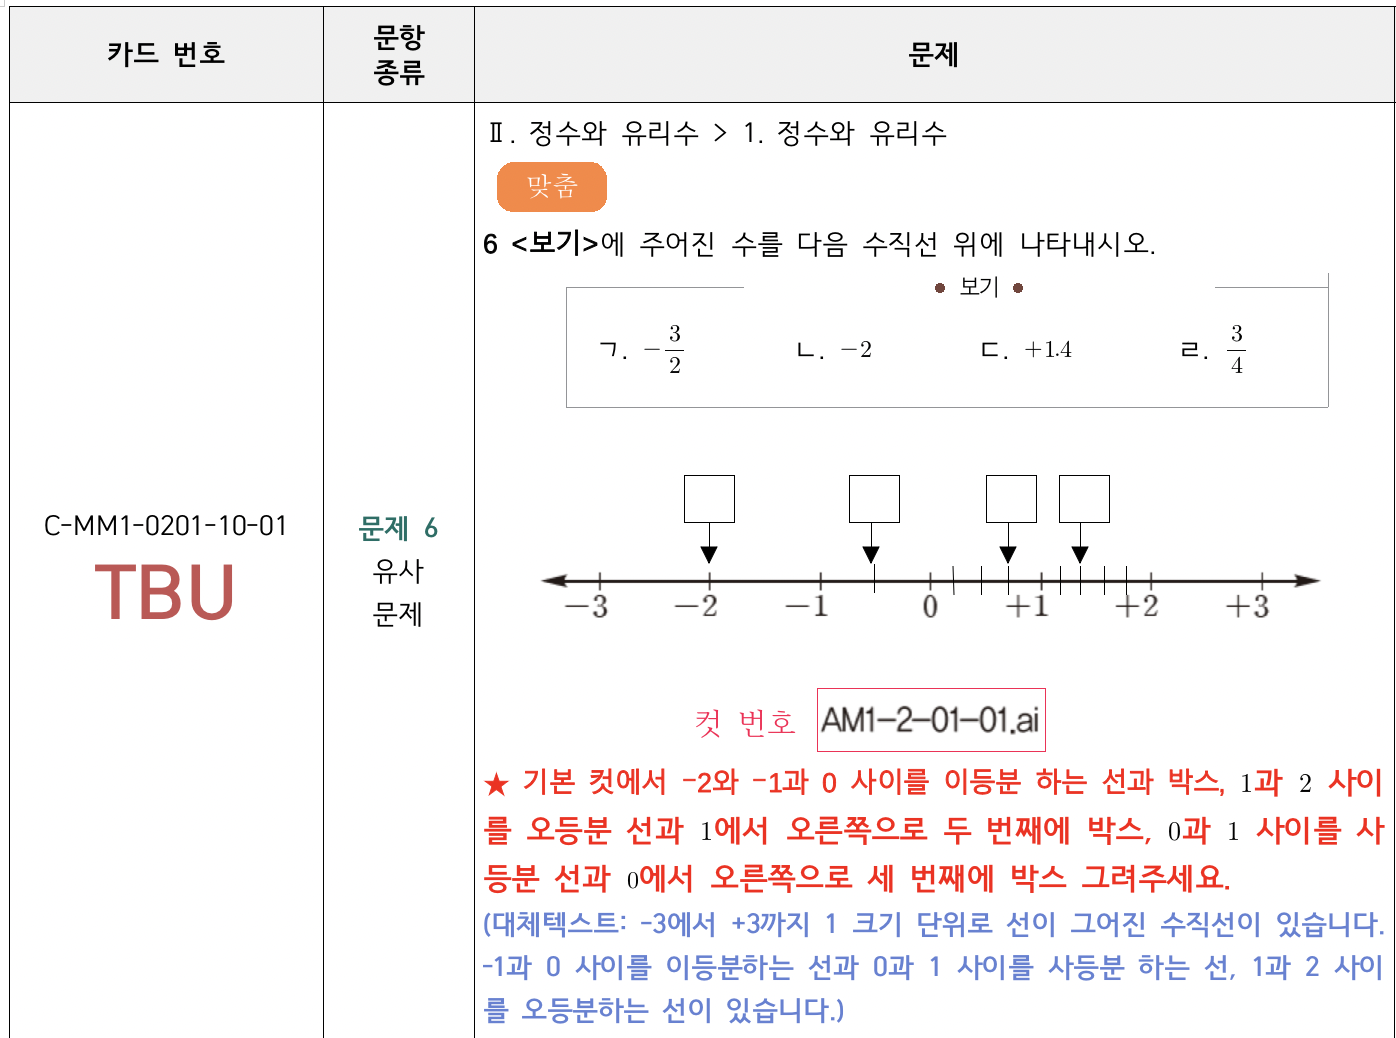 카드 번호
문항
종류
문제
C-MM1-0201-10-01
TBU
문제 6
유사
문제
Ⅱ. 정수와 유리수 > 1. 정수와 유리수
맞춤
6 <보기>에 주어진 수를 다음 수직선 위에 나타내시오.
● 보기 ●
ㄱ. -3/2 ㄴ. -2 ㄷ. +1.4 ㄹ. 3/4
-3 -2 -1 0 +1 +2 +3
컷 번호 AM1-2-01-01.ai
★ 기본 컷에서 -2와 -1과 0 사이를 이등분 하는 선과 박스, 1과 2 사이
를 오등분 선과 1에서 오른쪽으로 두 번째에 박스, 0과 1 사이를 사
등분 선과 0에서 오른쪽으로 세 번째에 박스 그려주세요.
(대체텍스트: -3에서 +3까지 1 크기 단위로 선이 그어진 수직선이 있습니다.
-1과 0 사이를 이등분하는 선과 0과 1 사이를 사등분 하는 선, 1과 2 사이
를 오등분하는 선이 있습니다.)